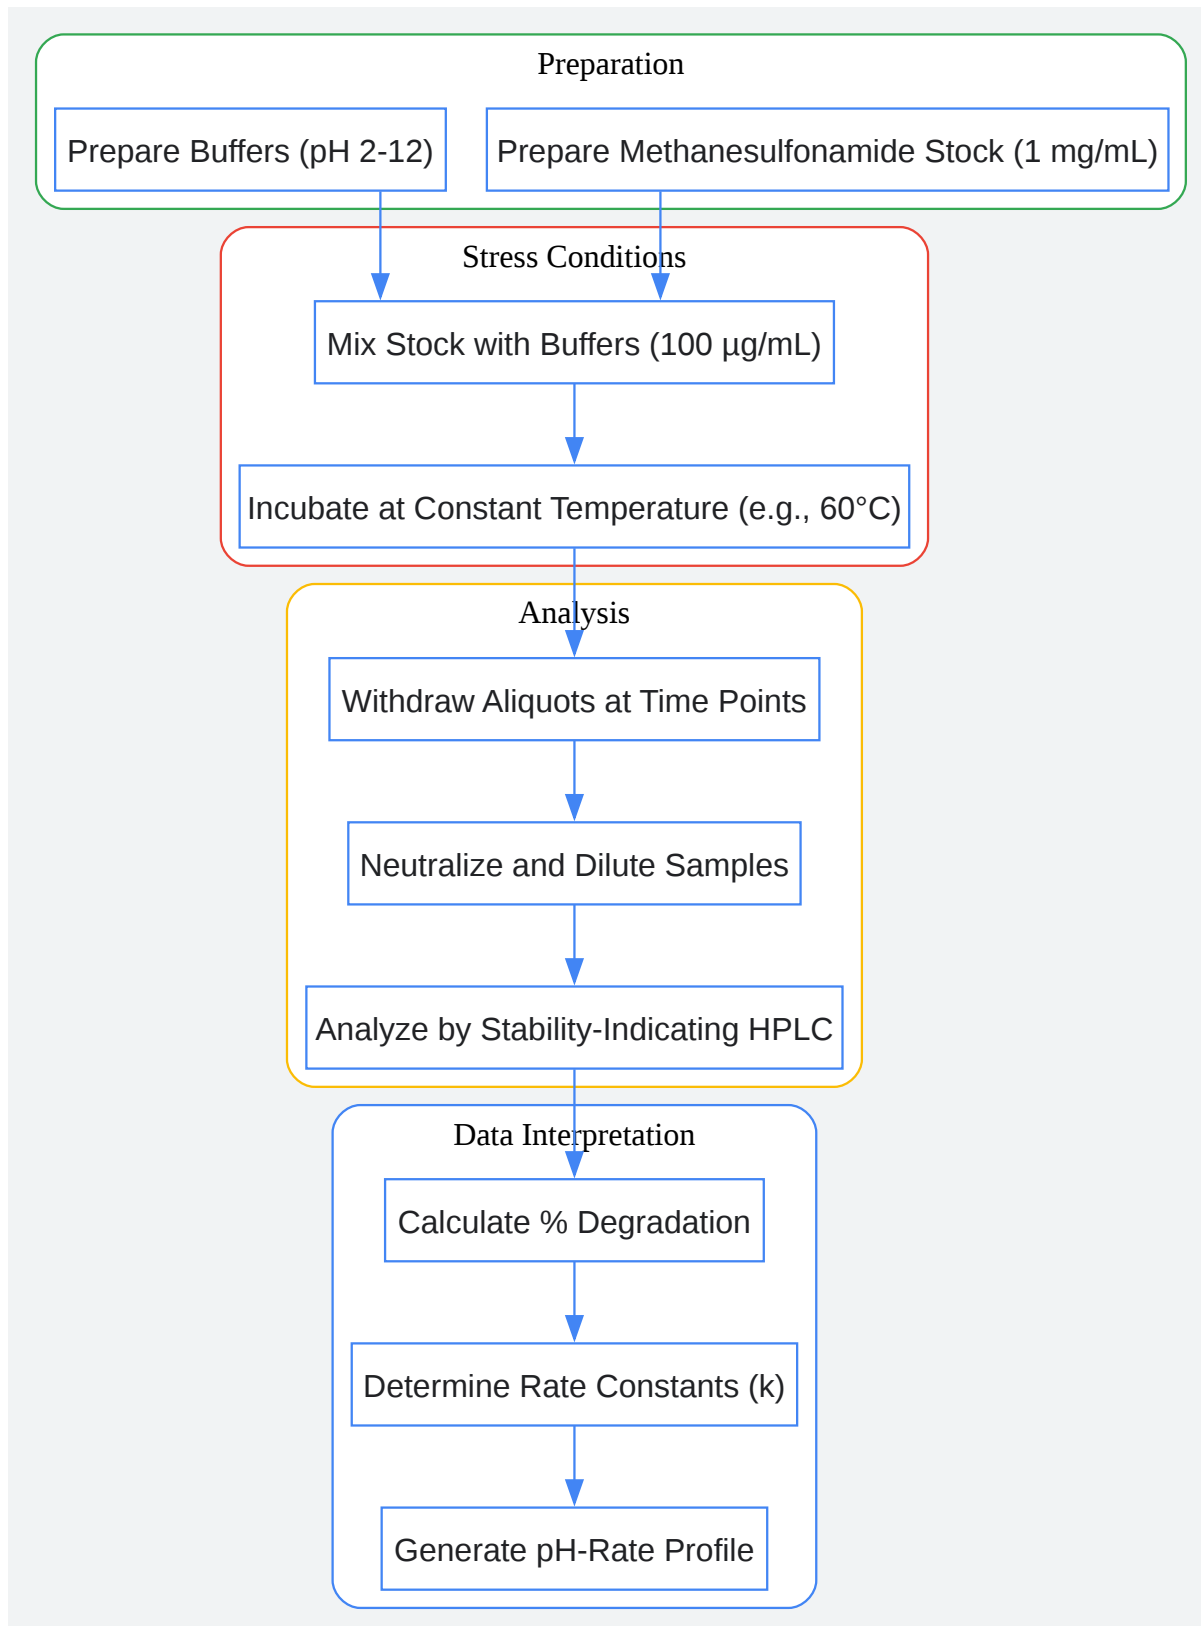 Preparation
Prepare Buffers (pH 2-12)
Prepare Methanesulfonamide Stock (1 mg/mL)
Stress Conditions
Mix Stock with Buffers (100 µg/mL)
Incubate at Constant Temperature (e.g., 60°C)
Analysis
Withdraw Aliquots at Time Points
Neutralize and Dilute Samples
Analyze by Stability-Indicating HPLC
Data Interpretation
Calculate % Degradation
Determine Rate Constants (k)
Generate pH-Rate Profile